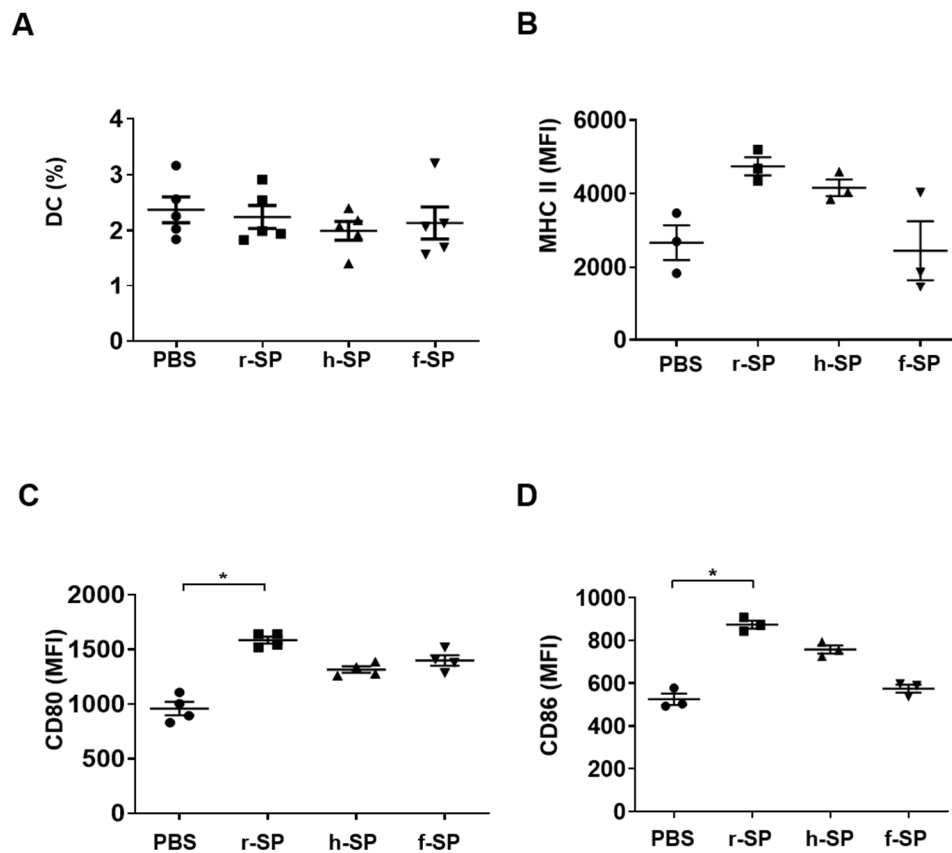 A
DC (%)
4
3
2
1
0
PBS r-SP h-SP f-SP
B
MHC II (MFI)
6000
4000
2000
0
PBS r-SP h-SP f-SP
C
CD80 (MFI)
2000
1500
1000
500
0
*
PBS r-SP h-SP f-SP
D
CD86 (MFI)
1000
800
600
400
200
0
*
PBS r-SP h-SP f-SP